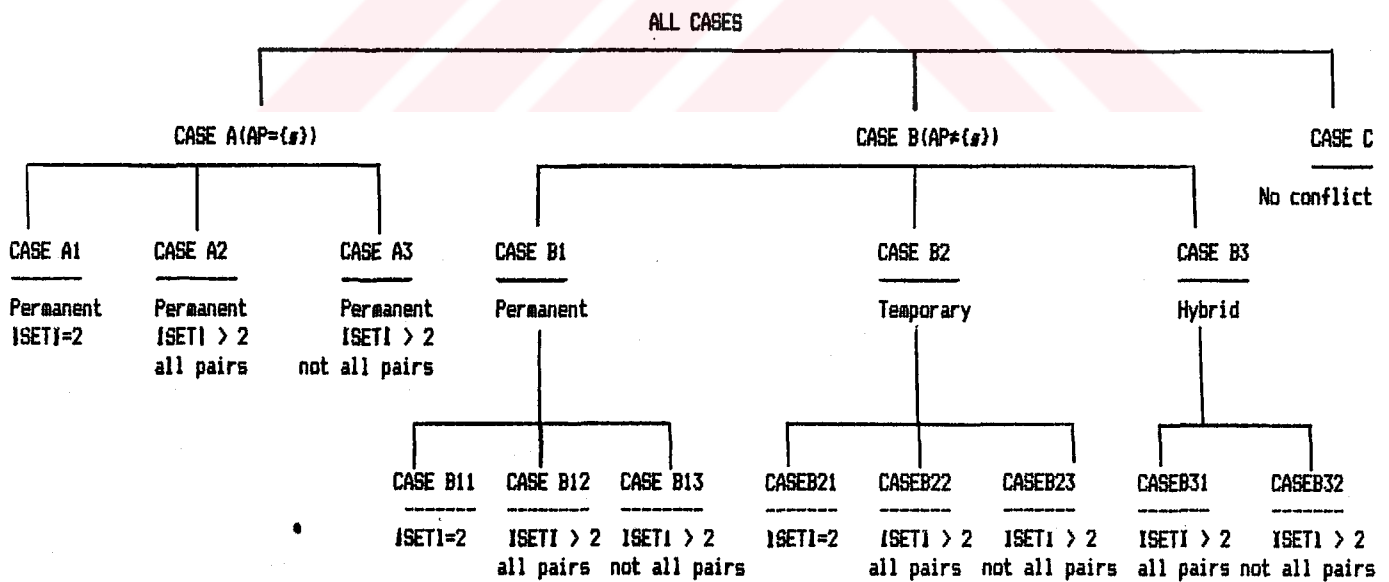 ALL CASES
CASE A(AP={ø}) CASE B(AP≠{ø}) CASE C
No conflict
CASE A1 CASE A2 CASE A3 CASE B1 CASE B2 CASE B3
Permanent Permanent Permanent Permanent Temporary Hybrid
|SET|=2 |SET| > 2 |SET| > 2
all pairs not all pairs
CASE B11 CASE B12 CASE B13 CASEB21 CASEB22 CASEB23 CASEB31 CASEB32
|SET|=2 |SET| > 2 |SET| > 2 |SET|=2 |SET| > 2 |SET| > 2 |SET| > 2 |SET| > 2
all pairs not all pairs all pairs not all pairs all pairs not all pairs